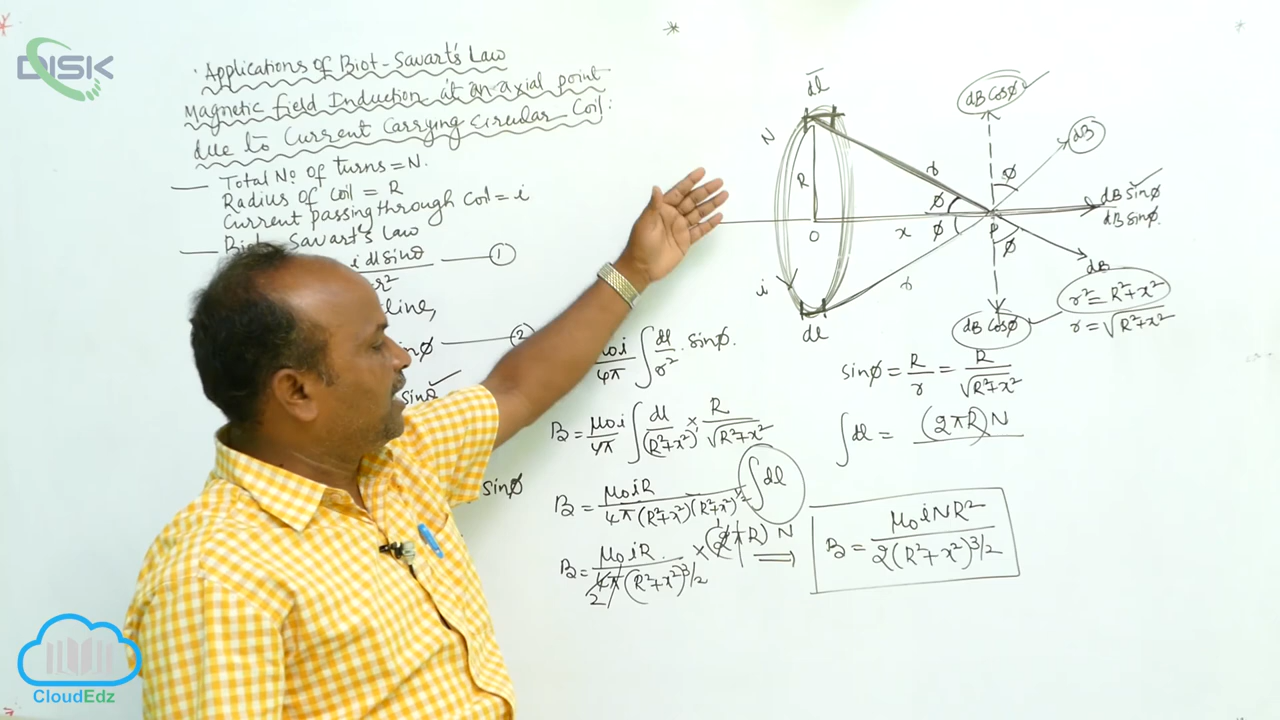 DISK
Applications of Biot-Savart's Law
Magnetic field Induction at an axial point
due to Current Carrying Circular Coil:
Total No of turns = N.
Radius of coil = R
Current passing through coil = i
Biot-Savart's Law
i dl sinθ
①
r²
line,
sinϕ
②
sinϕ
μ₀i/4π ∫ dl/r² · sinϕ.
B = μ₀i/4π ∫ dl/(R²+x²) × R/√R²+x²
B = μ₀iR/4π(R²+x²)(R²+x²)^1/2 ∫dl
B = μ₀iR/4π(R²+x²)^3/2 × (2πR) N ⟹
2
dl
N
R
O
x
i
dl
r
r
ϕ
ϕ
P
ϕ
ϕ
dB cosϕ
dB
dB sinϕ
dB sinϕ
dB
dB cosϕ
r² = R²+x²
r = √R²+x²
sinϕ = R/r = R/√R²+x²
∫dl = (2πR)N
B = μ₀iNR²/2(R²+x²)^3/2
CloudEdz